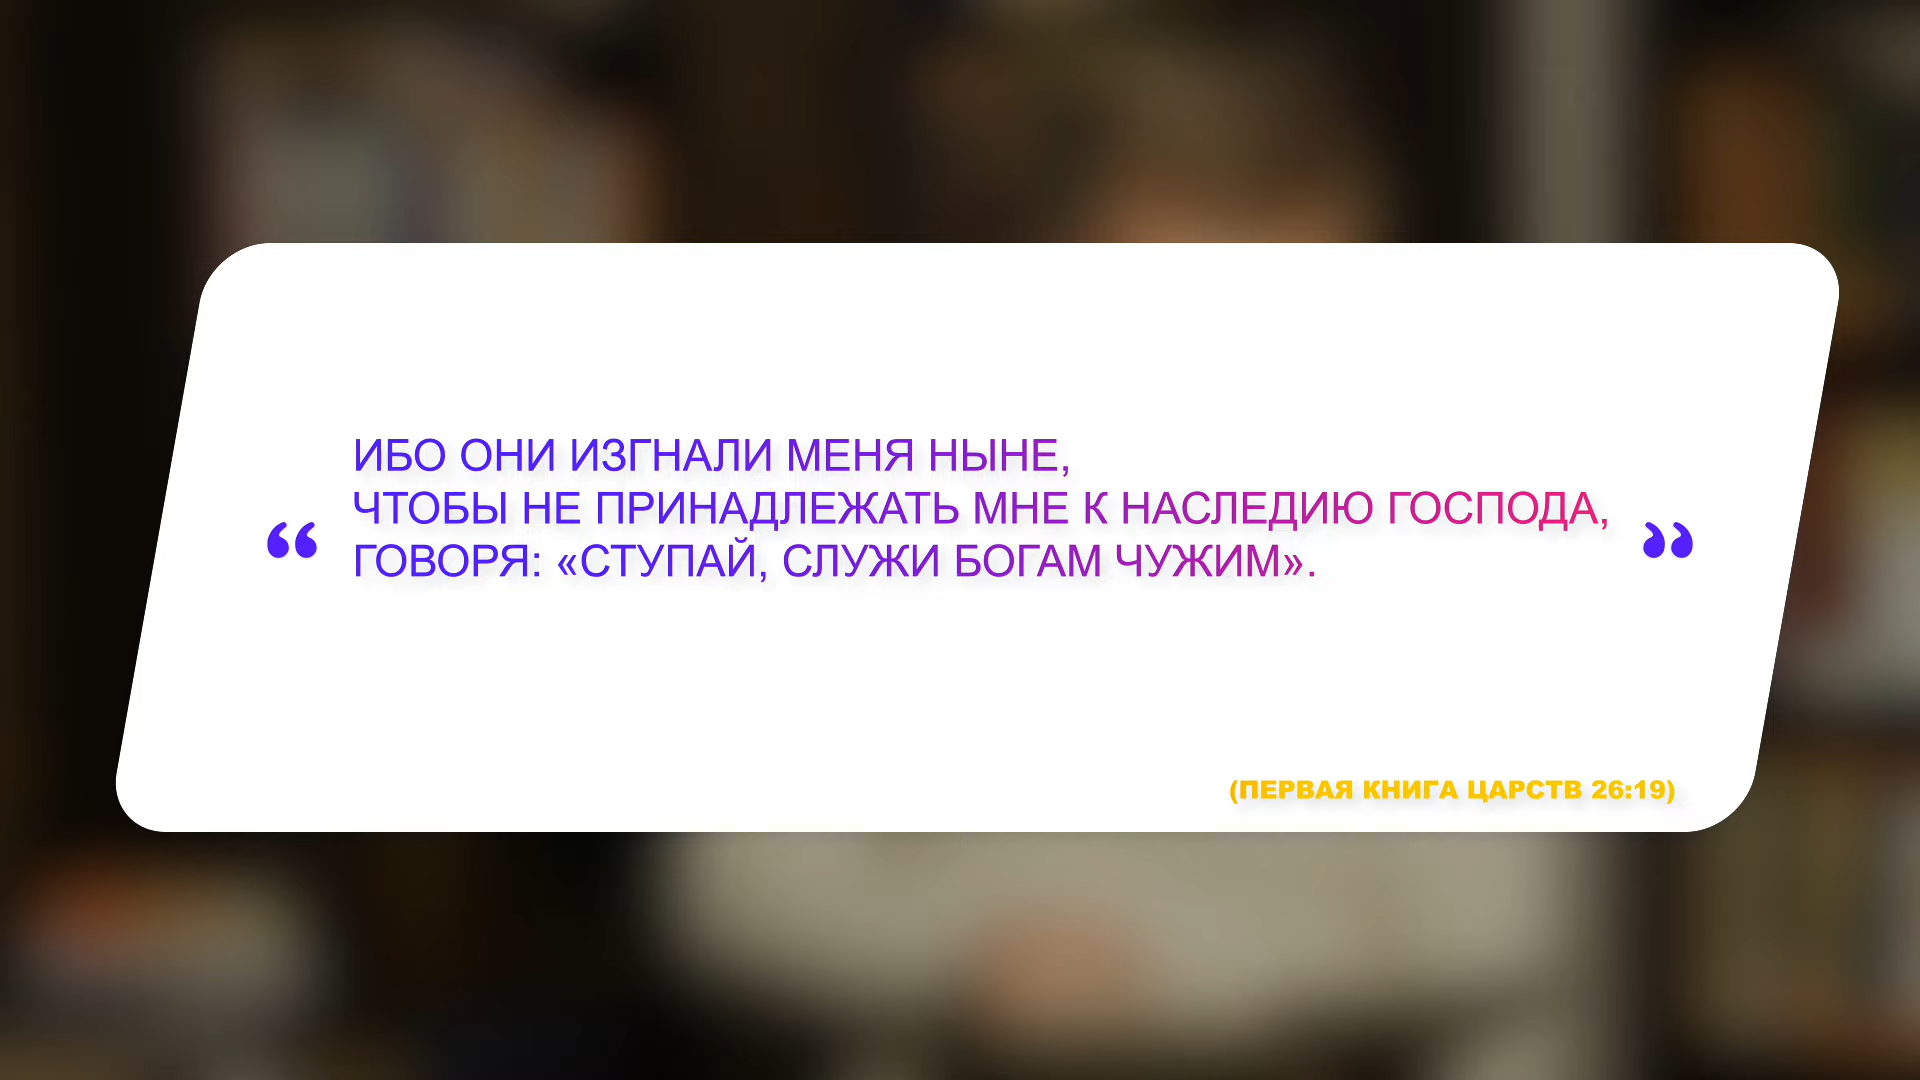 ИБО ОНИ ИЗГНАЛИ МЕНЯ НЫНЕ,
“ ЧТОБЫ НЕ ПРИНАДЛЕЖАТЬ МНЕ К НАСЛЕДИЮ ГОСПОДА, ”
ГОВОРЯ: «СТУПАЙ, СЛУЖИ БОГАМ ЧУЖИМ».
(ПЕРВАЯ КНИГА ЦАРСТВ 26:19)